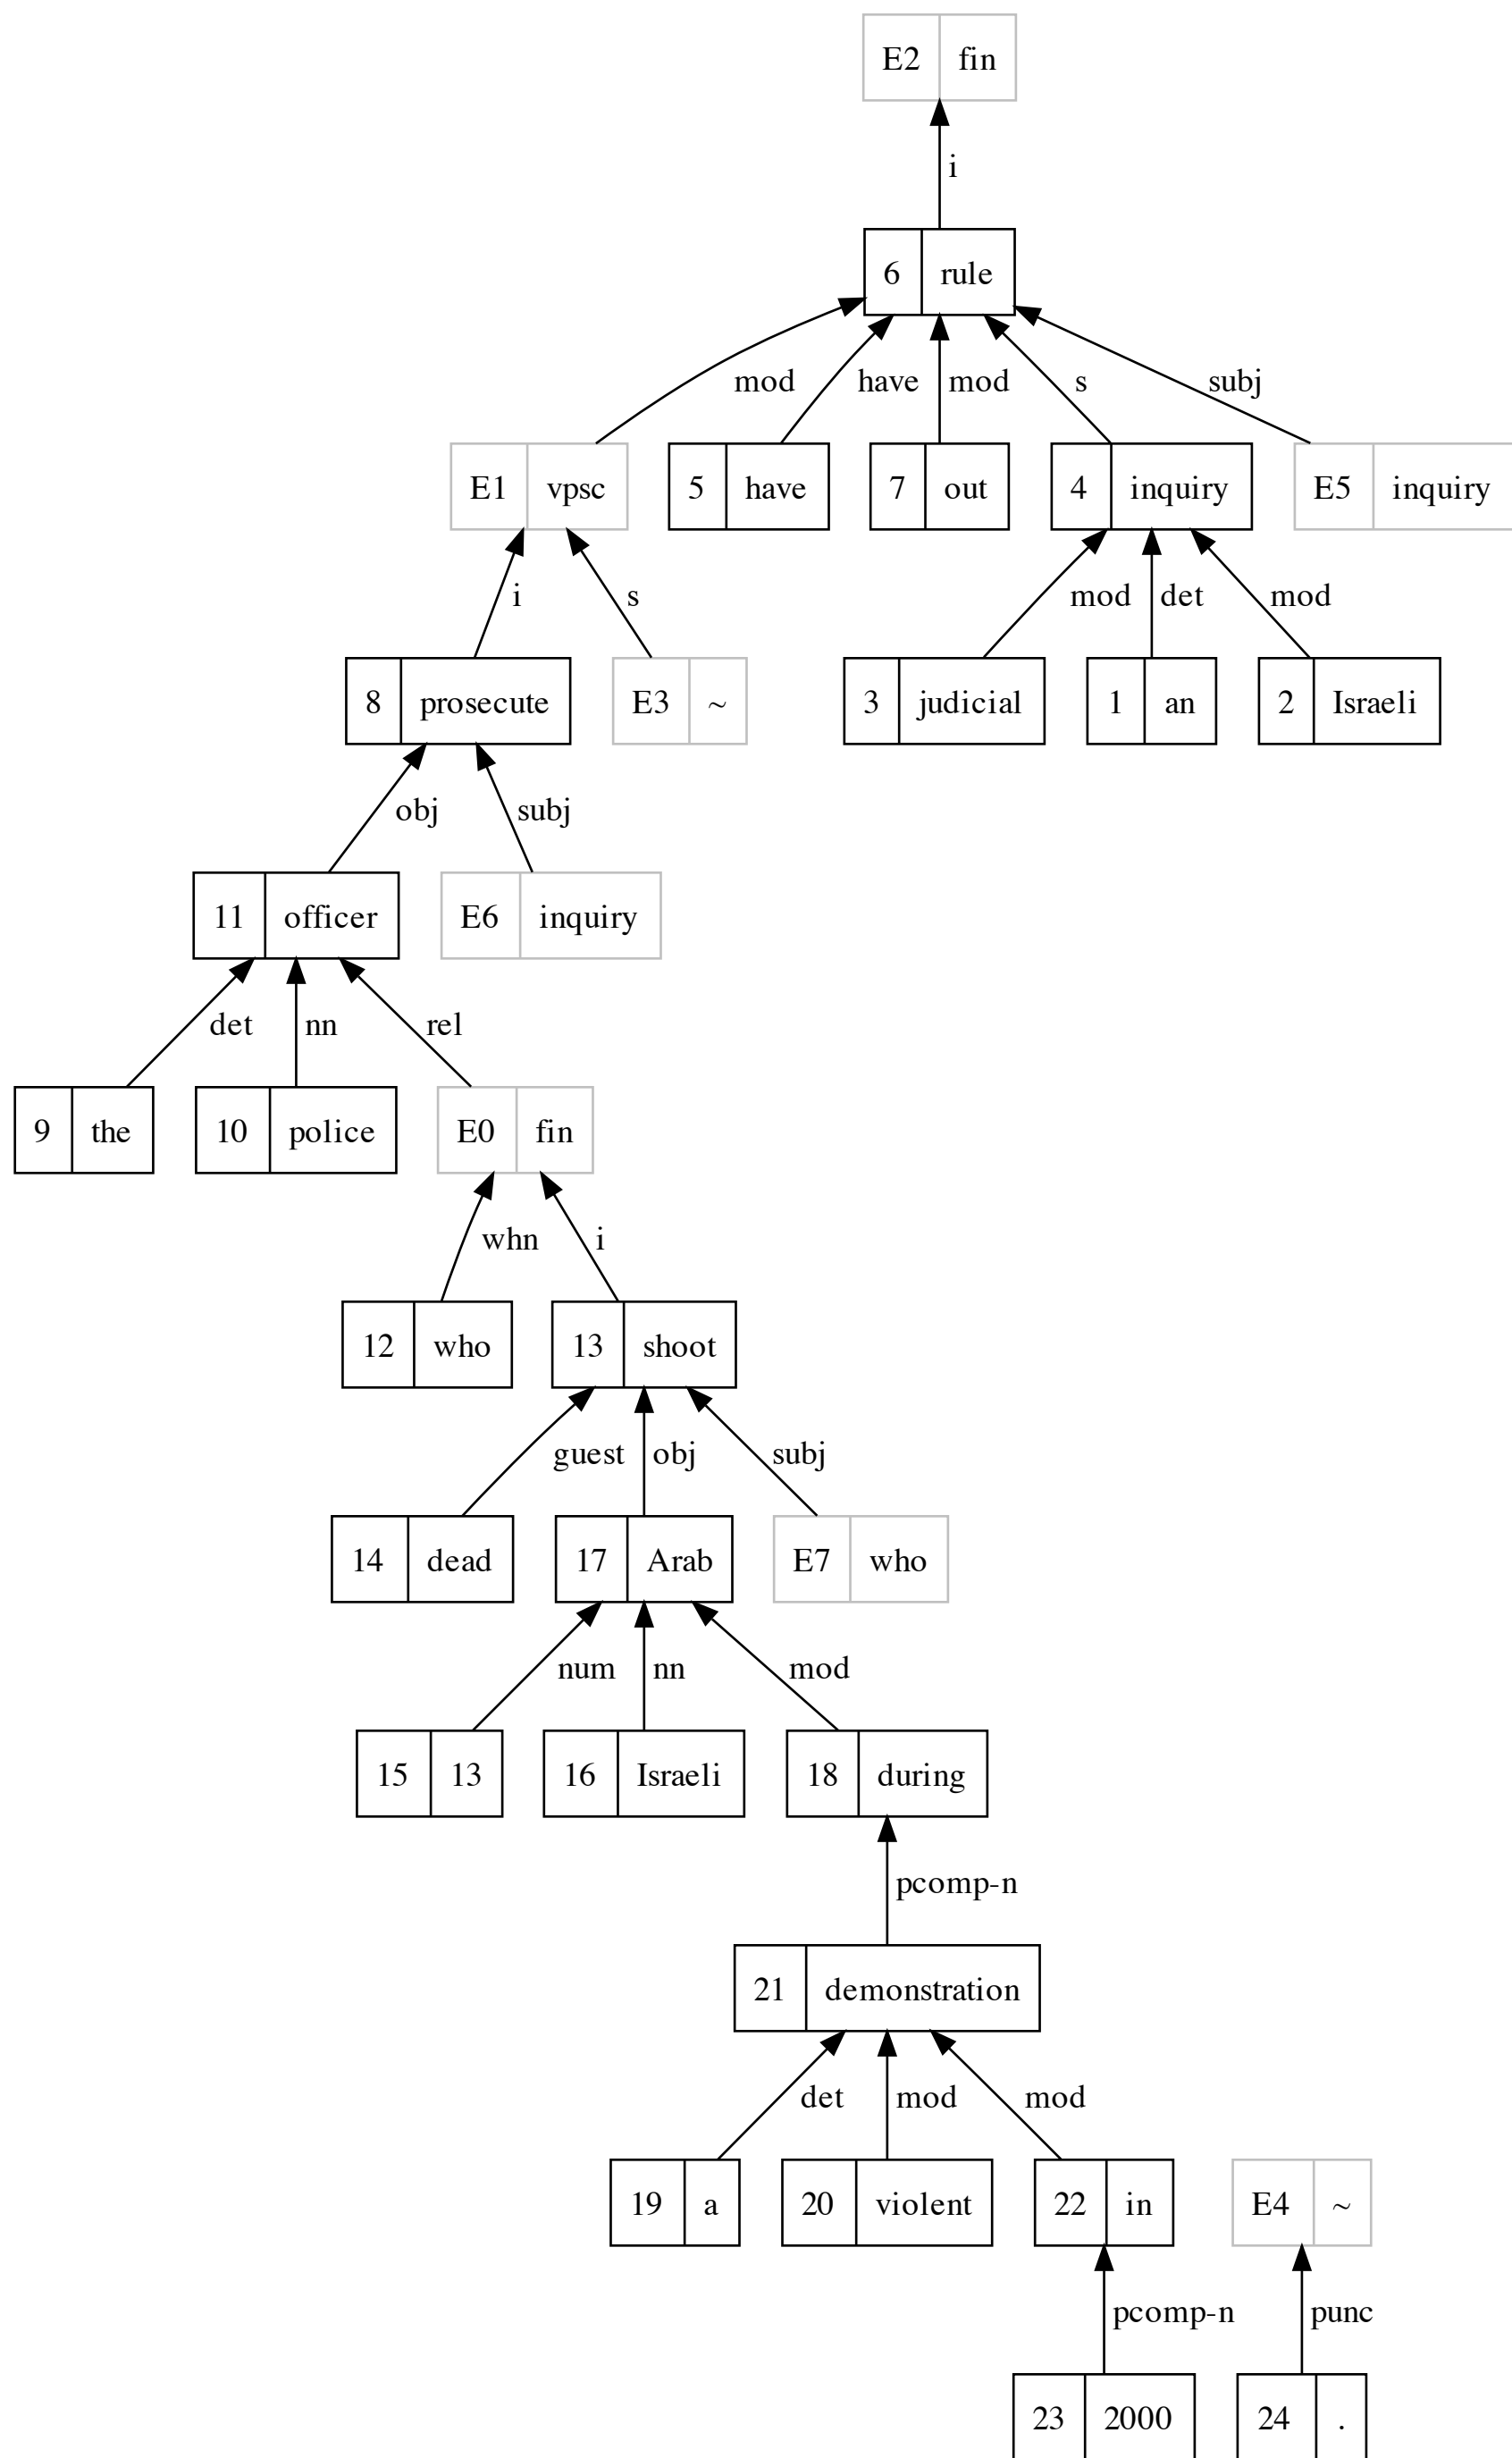 E2 fin
i
6 rule
mod have mod s subj
E1 vpsc 5 have 7 out 4 inquiry E5 inquiry
i s mod det mod
8 prosecute E3 ~ 3 judicial 1 an 2 Israeli
obj subj
11 officer E6 inquiry
det nn rel
9 the 10 police E0 fin
whn i
12 who 13 shoot
guest obj subj
14 dead 17 Arab E7 who
num nn mod
15 13 16 Israeli 18 during
pcomp-n
21 demonstration
det mod mod
19 a 20 violent 22 in E4 ~
pcomp-n punc
23 2000 24 .